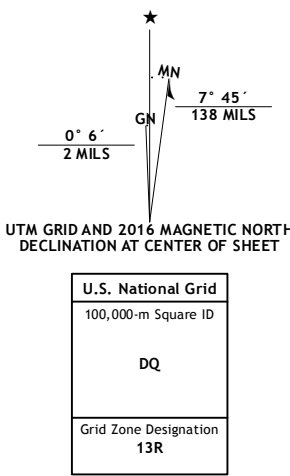 ★
MN
GN
7° 45´
138 MILS
0° 6´
2 MILS
UTM GRID AND 2016 MAGNETIC NORTH
DECLINATION AT CENTER OF SHEET
U.S. National Grid
100,000-m Square ID
DQ
Grid Zone Designation
13R